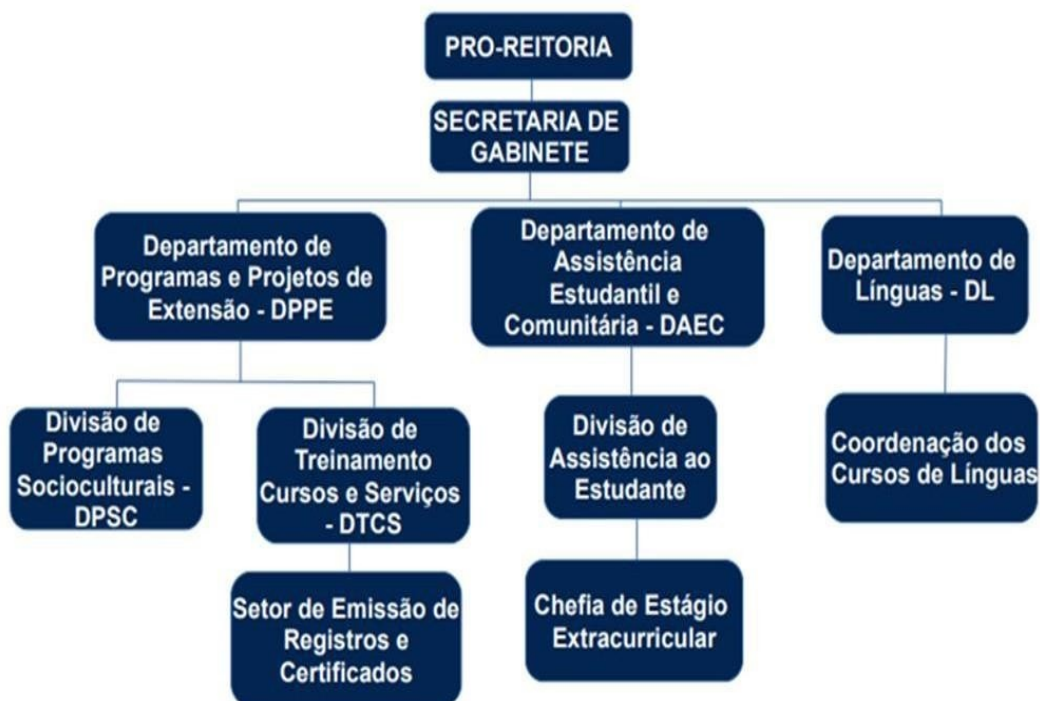 PRO-REITORIA
SECRETARIA DE
GABINETE
Departamento de
Programas e Projetos de
Extensão - DPPE
Departamento de
Assistência
Estudantil e
Comunitária - DAEC
Departamento de
Línguas - DL
Divisão de
Programas
Socioculturais -
DPSC
Divisão de
Treinamento
Cursos e Serviços
- DTCS
Divisão de
Assistência ao
Estudante
Coordenação dos
Cursos de Línguas
Setor de Emissão de
Registros e
Certificados
Chefia de Estágio
Extracurricular